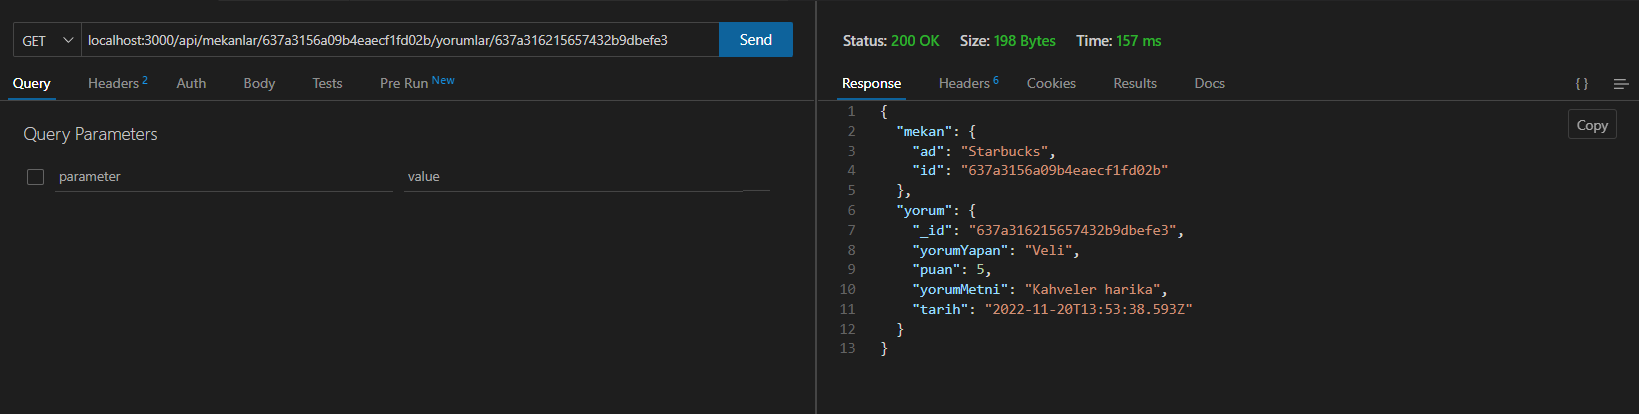 GET localhost:3000/api/mekanlar/637a3156a09b4eaecf1fd02b/yorumlar/637a316215657432b9dbefe3 Send
Query Headers 2 Auth Body Tests Pre Run New
Query Parameters
parameter value
Status: 200 OK Size: 198 Bytes Time: 157 ms
Response Headers 6 Cookies Results Docs { }
Copy
1 {
2 "mekan": {
3 "ad": "Starbucks",
4 "id": "637a3156a09b4eaecf1fd02b"
5 },
6 "yorum": {
7 "_id": "637a316215657432b9dbefe3",
8 "yorumYapan": "Veli",
9 "puan": 5,
10 "yorumMetni": "Kahveler harika",
11 "tarih": "2022-11-20T13:53:38.593Z"
12 }
13 }